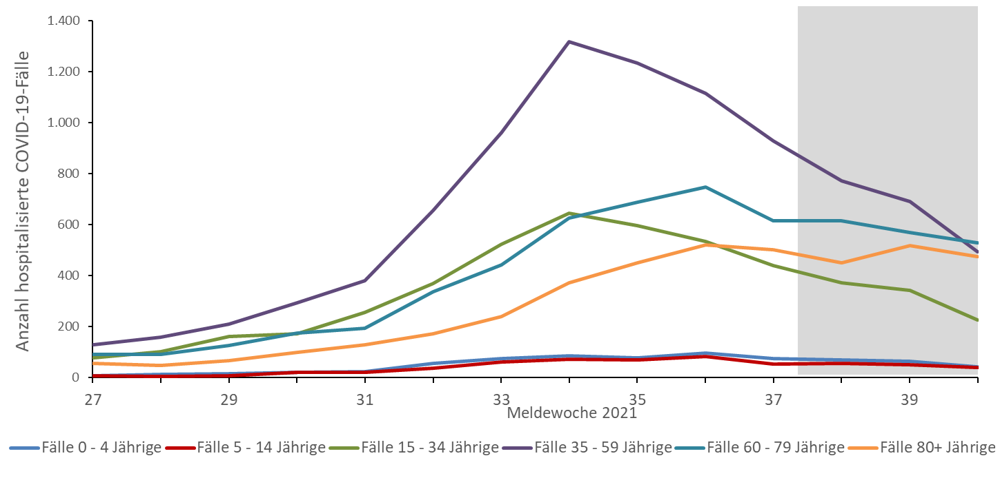 Anzahl hospitalisierte COVID-19-Fälle
1.400
1.200
1.000
800
600
400
200
0
27 29 31 33 35 37 39
Meldewoche 2021
Fälle 0 - 4 Jährige Fälle 5 - 14 Jährige Fälle 15 - 34 Jährige Fälle 35 - 59 Jährige Fälle 60 - 79 Jährige Fälle 80+ Jährige